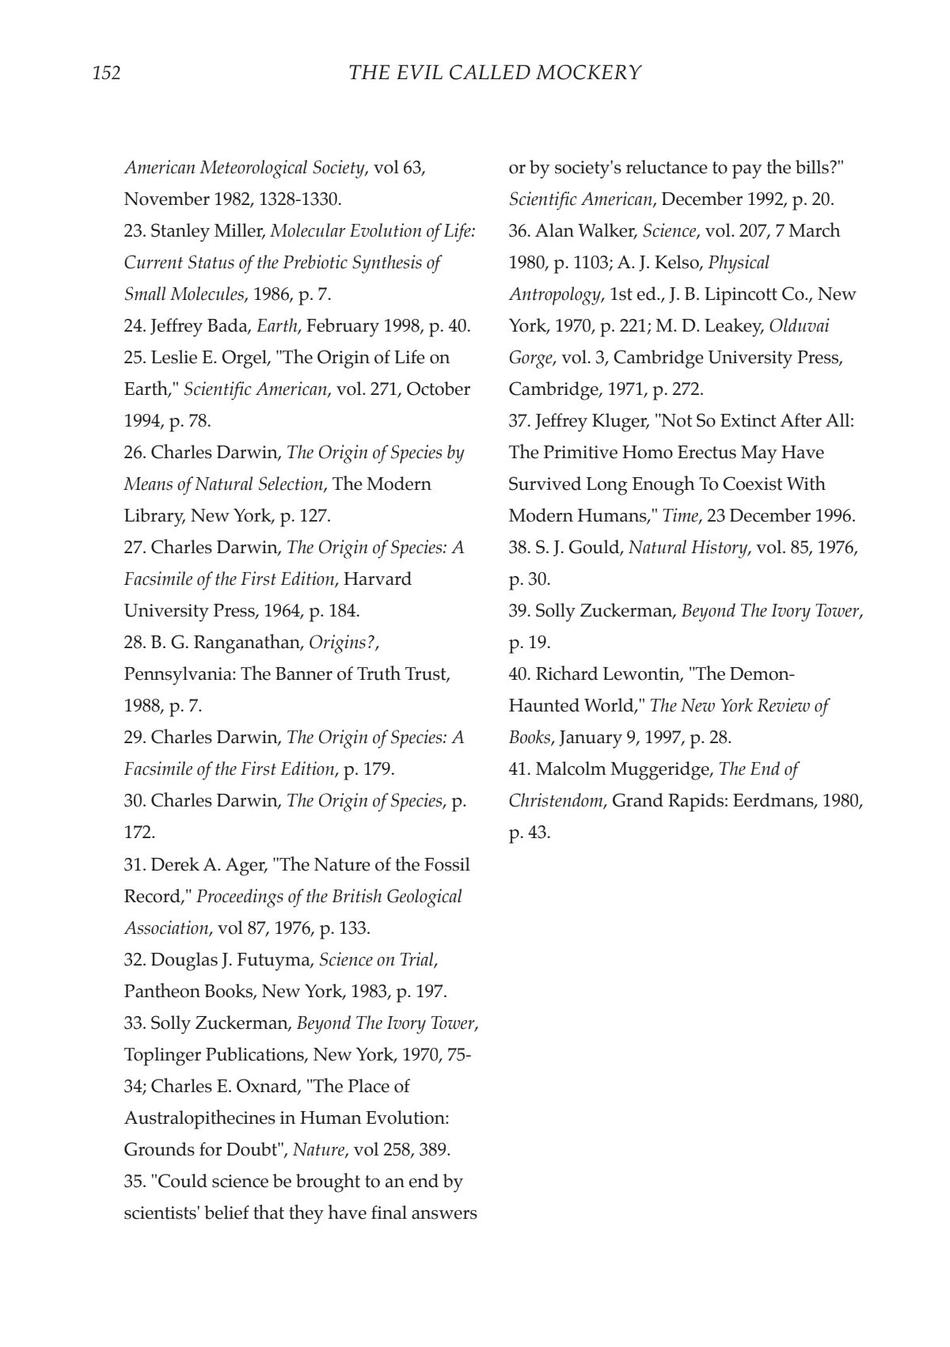 152
THE EVIL CALLED MOCKERY
American Meteorological Society, vol 63,
November 1982, 1328-1330.
23. Stanley Miller, Molecular Evolution of Life:
Current Status of the Prebiotic Synthesis of
Small Molecules, 1986, p. 7.
24. Jeffrey Bada, Earth, February 1998, p. 40.
25. Leslie E. Orgel, "The Origin of Life on
Earth," Scientific American, vol. 271, October
1994, p. 78.
26. Charles Darwin, The Origin of Species by
Means of Natural Selection, The Modern
Library, New York, p. 127.
27. Charles Darwin, The Origin of Species: A
Facsimile of the First Edition, Harvard
University Press, 1964, p. 184.
28. B. G. Ranganathan, Origins?,
Pennsylvania: The Banner of Truth Trust,
1988, p. 7.
29. Charles Darwin, The Origin of Species: A
Facsimile of the First Edition, p. 179.
30. Charles Darwin, The Origin of Species, p.
172.
31. Derek A. Ager, "The Nature of the Fossil
Record," Proceedings of the British Geological
Association, vol 87, 1976, p. 133.
32. Douglas J. Futuyma, Science on Trial,
Pantheon Books, New York, 1983, p. 197.
33. Solly Zuckerman, Beyond The Ivory Tower,
Toplinger Publications, New York, 1970, 75-
34; Charles E. Oxnard, "The Place of
Australopithecines in Human Evolution:
Grounds for Doubt", Nature, vol 258, 389.
35. "Could science be brought to an end by
scientists' belief that they have final answers
or by society's reluctance to pay the bills?"
Scientific American, December 1992, p. 20.
36. Alan Walker, Science, vol. 207, 7 March
1980, p. 1103; A. J. Kelso, Physical
Antropology, 1st ed., J. B. Lipincott Co., New
York, 1970, p. 221; M. D. Leakey, Olduvai
Gorge, vol. 3, Cambridge University Press,
Cambridge, 1971, p. 272.
37. Jeffrey Kluger, "Not So Extinct After All:
The Primitive Homo Erectus May Have
Survived Long Enough To Coexist With
Modern Humans," Time, 23 December 1996.
38. S. J. Gould, Natural History, vol. 85, 1976,
p. 30.
39. Solly Zuckerman, Beyond The Ivory Tower,
p. 19.
40. Richard Lewontin, "The Demon-
Haunted World," The New York Review of
Books, January 9, 1997, p. 28.
41. Malcolm Muggeridge, The End of
Christendom, Grand Rapids: Eerdmans, 1980,
p. 43.